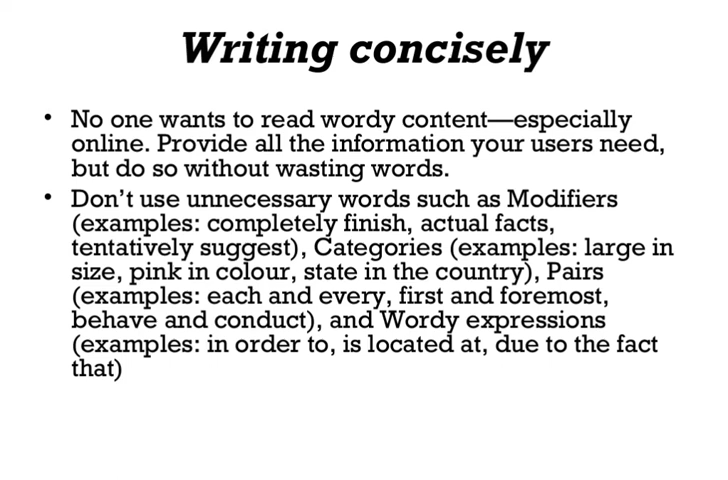 Writing concisely
• No one wants to read wordy content—especially
online. Provide all the information your users need,
but do so without wasting words.
• Don’t use unnecessary words such as Modifiers
(examples: completely finish, actual facts,
tentatively suggest), Categories (examples: large in
size, pink in colour, state in the country), Pairs
(examples: each and every, first and foremost,
behave and conduct), and Wordy expressions
(examples: in order to, is located at, due to the fact
that)